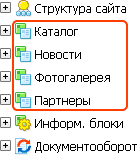 Структура сайта
Каталог
Новости
Фотогалерея
Партнеры
Информ. блоки
Документооборот